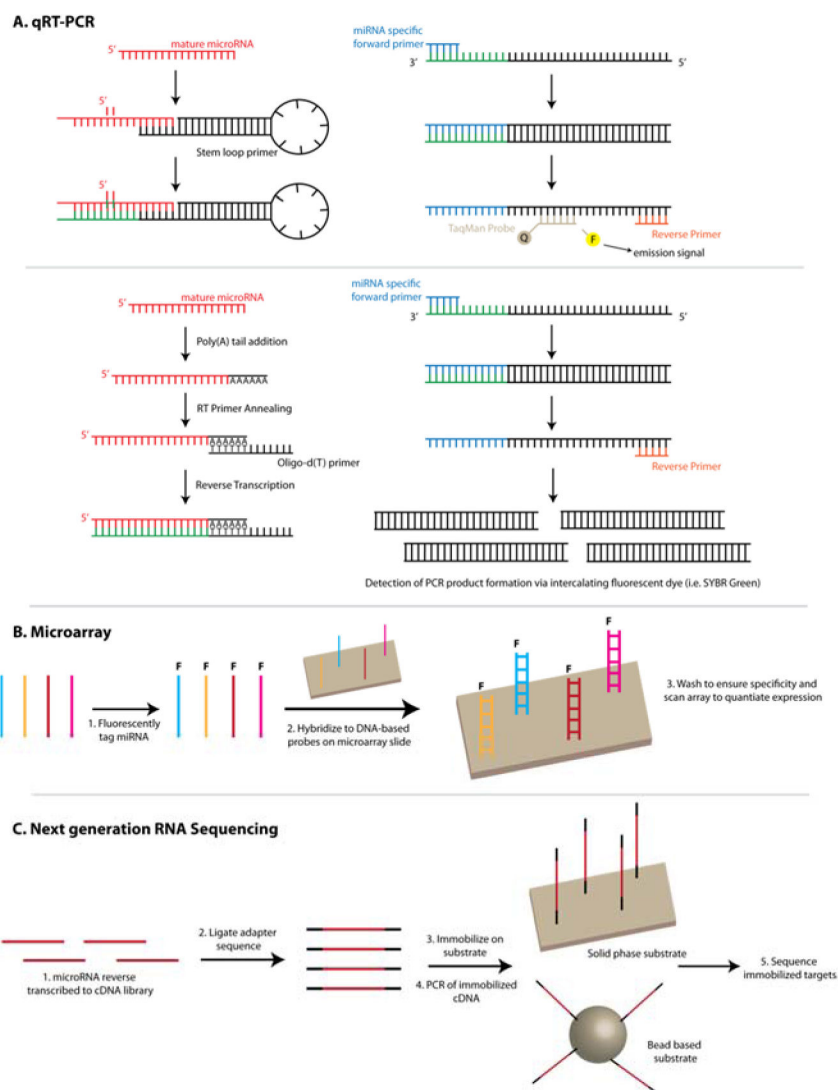 A. qRT-PCR
5’
mature microRNA
5’
Stem loop primer
5’
miRNA specific
forward primer
3’
5’
TaqMan Probe
Q
F
Reverse Primer
emission signal
5’
mature microRNA
Poly(A) tail addition
5’
AAAAAA
RT Primer Annealing
5’
AAAAAA
Oligo-d(T) primer
Reverse Transcription
5’
AAAAAA
miRNA specific
forward primer
3’
5’
Reverse Primer
Detection of PCR product formation via intercalating fluorescent dye (i.e. SYBR Green)
B. Microarray
1. Fluorescently
tag miRNA
F F F F
2. Hybridize to DNA-based
probes on microarray slide
F
F
F
F
3. Wash to ensure specificity and
scan array to quantiate expression
C. Next generation RNA Sequencing
1. microRNA reverse
transcribed to cDNA library
2. Ligate adapter
sequence
3. Immobilize on
substrate
4. PCR of immobilized
cDNA
Solid phase substrate
Bead based
substrate
5. Sequence
immobilized targets